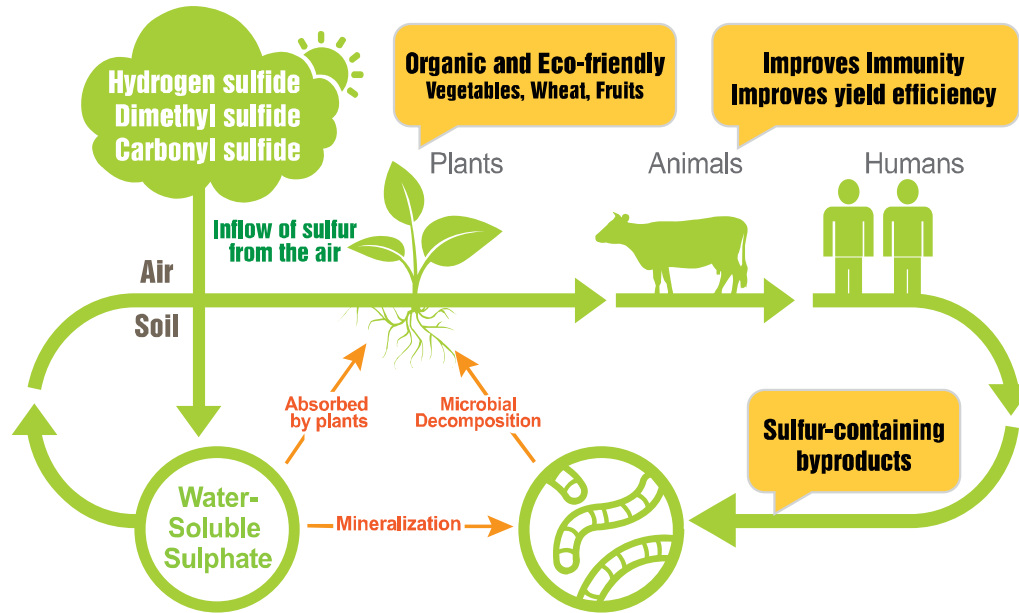 Hydrogen sulfide
Dimethyl sulfide
Carbonyl sulfide
Organic and Eco-friendly
Vegetables, Wheat, Fruits
Improves Immunity
Improves yield efficiency
Plants
Animals
Humans
Inflow of sulfur
from the air
Air
Soil
Absorbed
by plants
Microbial
Decomposition
Sulfur-containing
byproducts
Water-
Soluble
Sulphate
Mineralization